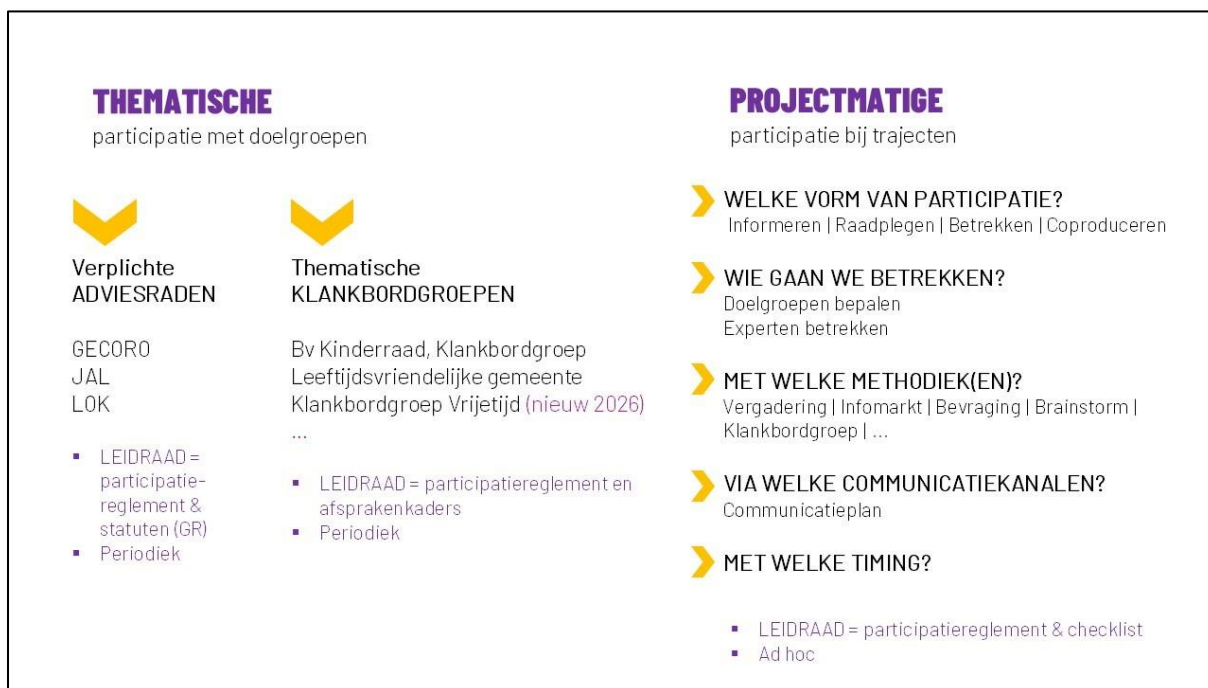 THEMATISCHE
participatie met doelgroepen
Verplichte
ADVIESRADEN
GECORO
JAL
LOK
▪ LEIDRAAD =
participatie-
reglement &
statuten (GR)
▪ Periodiek
Thematische
KLANKBORDGROEPEN
Bv Kinderraad, Klankbordgroep
Leeftijdsvriendelijke gemeente
Klankbordgroep Vrijetijd (nieuw 2026)
...
▪ LEIDRAAD = participatiereglement en
afsprakenkaders
▪ Periodiek
PROJECTMATIGE
participatie bij trajecten
WELKE VORM VAN PARTICIPATIE?
Informeren | Raadplegen | Betrekken | Coproduceren
WIE GAAN WE BETREKKEN?
Doelgroepen bepalen
Experten betrekken
MET WELKE METHODIEK(EN)?
Vergadering | Infomarkt | Bevraging | Brainstorm |
Klankbordgroep | ...
VIA WELKE COMMUNICATIEKANALEN?
Communicatieplan
MET WELKE TIMING?
▪ LEIDRAAD = participatiereglement & checklist
▪ Ad hoc